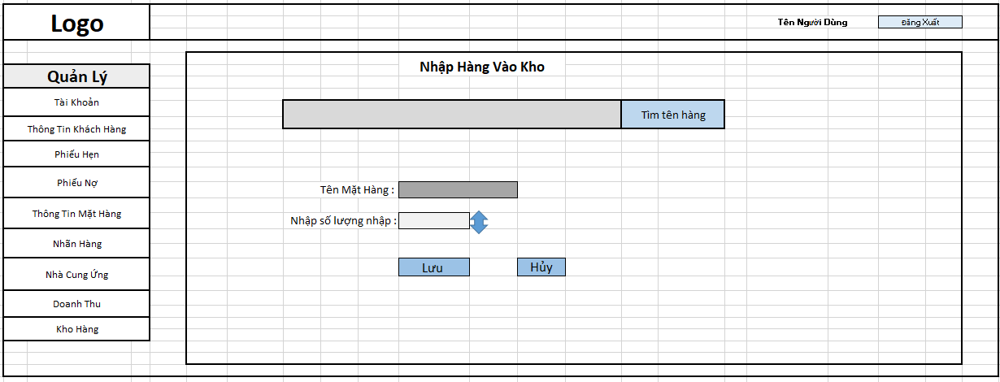 Logo
Tên Người Dùng
Đăng Xuất
Nhập Hàng Vào Kho
Quản Lý
Tài Khoản
Thông Tin Khách Hàng
Phiếu Hẹn
Phiếu Nợ
Thông Tin Mặt Hàng
Nhãn Hàng
Nhà Cung Ứng
Doanh Thu
Kho Hàng
Tìm tên hàng
Tên Mặt Hàng :
Nhập số lượng nhập :
Lưu
Hủy